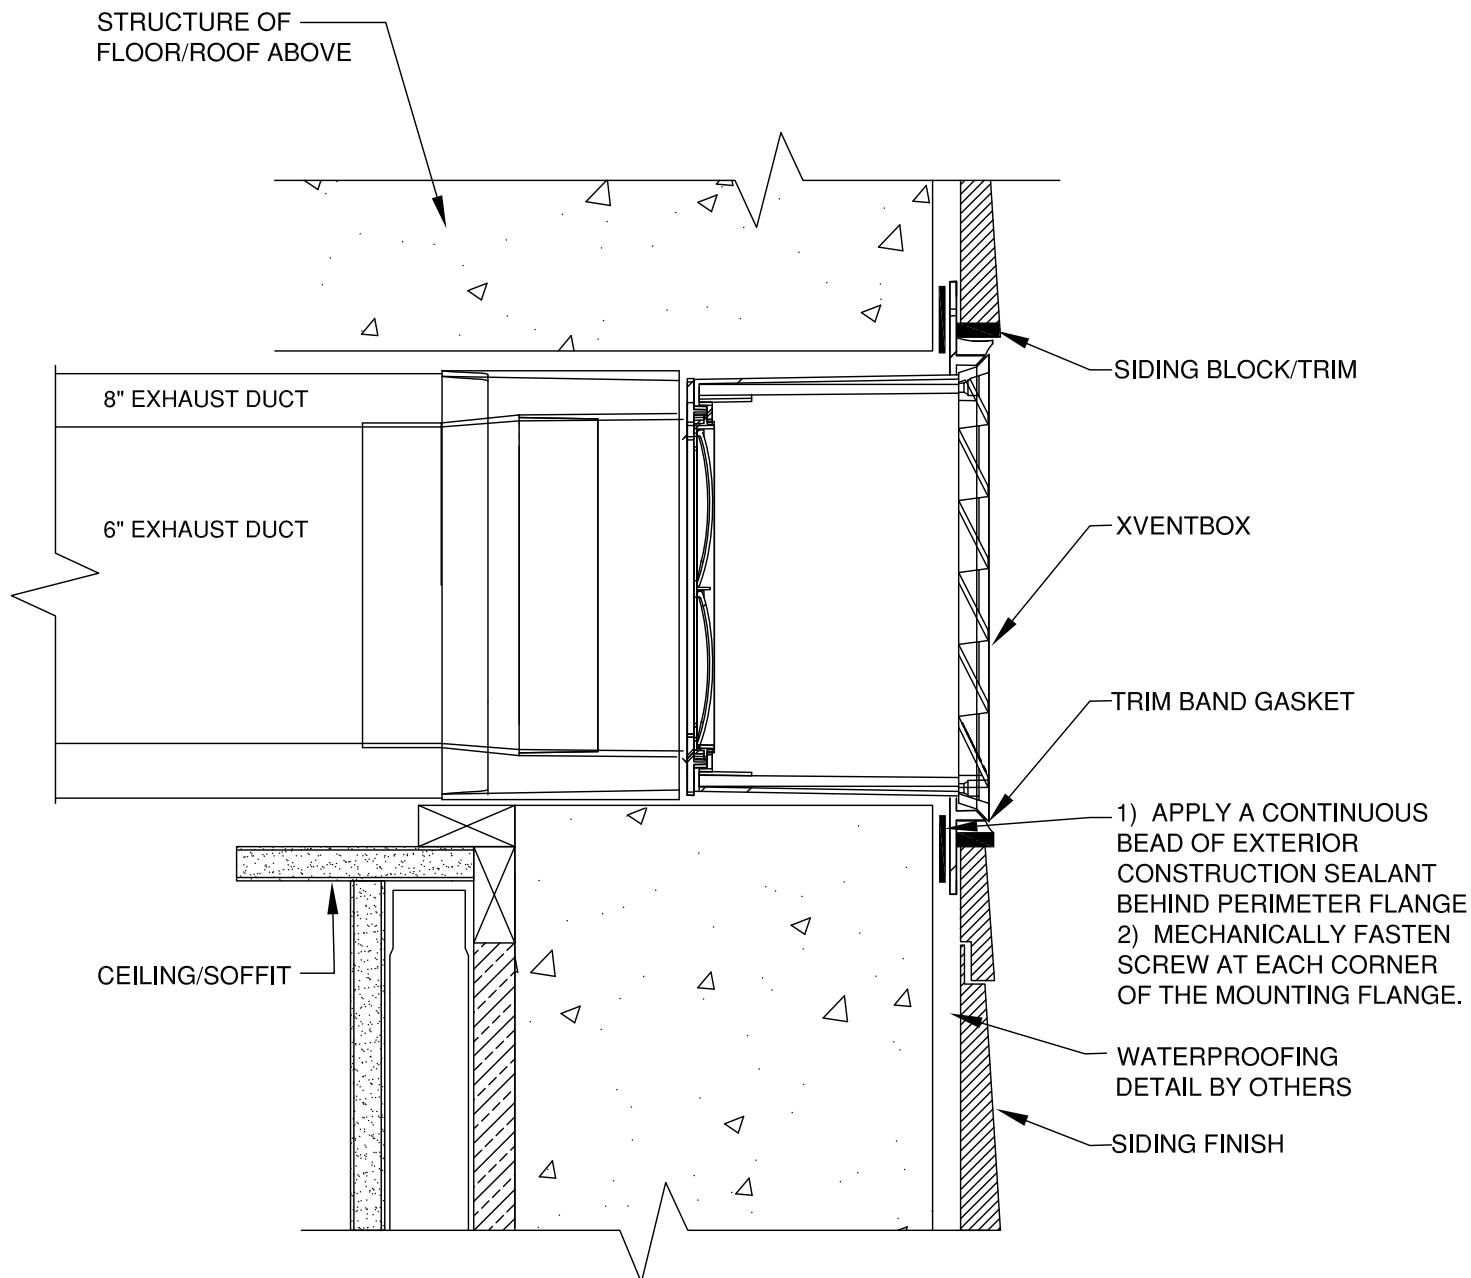 STRUCTURE OF
FLOOR/ROOF ABOVE
8" EXHAUST DUCT
SIDING BLOCK/TRIM
6" EXHAUST DUCT
XVENTBOX
TRIM BAND GASKET
1)  APPLY A CONTINUOUS
BEAD OF EXTERIOR
CONSTRUCTION SEALANT
BEHIND PERIMETER FLANGE
2)  MECHANICALLY FASTEN
SCREW AT EACH CORNER
OF THE MOUNTING FLANGE.
CEILING/SOFFIT
WATERPROOFING
DETAIL BY OTHERS
SIDING FINISH